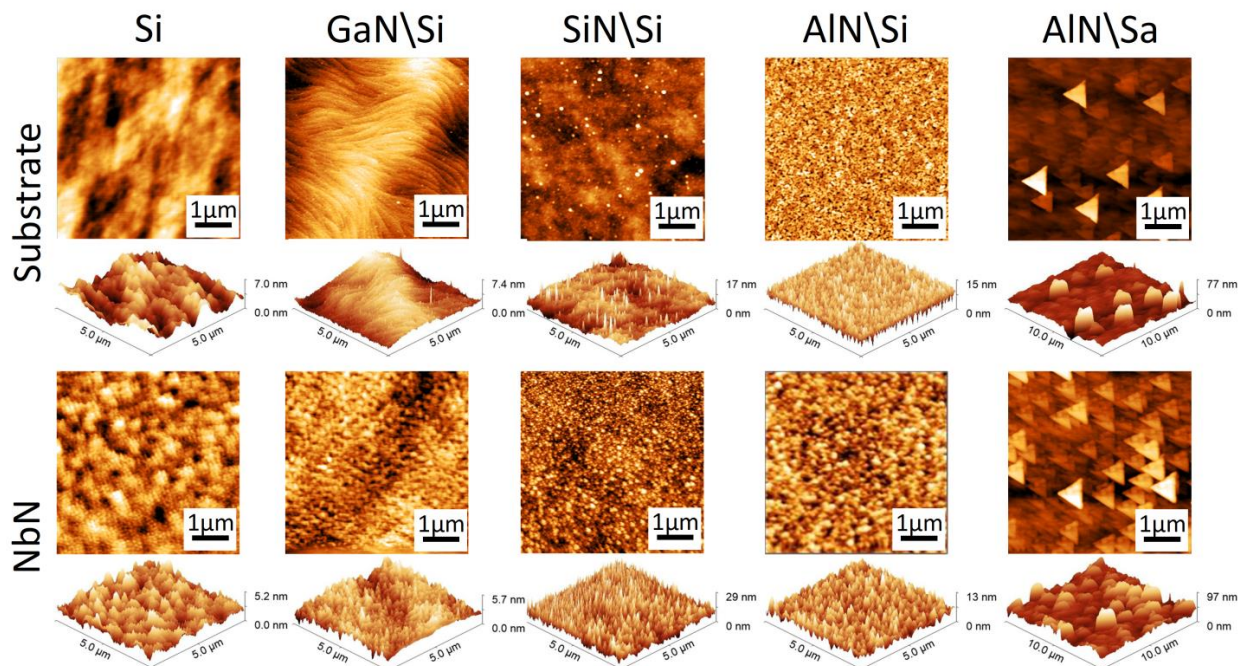 Si GaN\Si SiN\Si AlN\Si AlN\Sa
Substrate
1μm 1μm 1μm 1μm 1μm
7.0 nm 7.4 nm 17 nm 15 nm 77 nm
0.0 nm 0.0 nm 0 nm 0 nm 0 nm
5.0 μm 5.0 μm 5.0 μm 5.0 μm 5.0 μm 5.0 μm 5.0 μm 5.0 μm 10.0 μm 10.0 μm
NbN
1μm 1μm 1μm 1μm 1μm
5.2 nm 5.7 nm 29 nm 13 nm 97 nm
0.0 nm 0.0 nm 0 nm 0 nm 0 nm
5.0 μm 5.0 μm 5.0 μm 5.0 μm 5.0 μm 5.0 μm 5.0 μm 5.0 μm 10.0 μm 10.0 μm